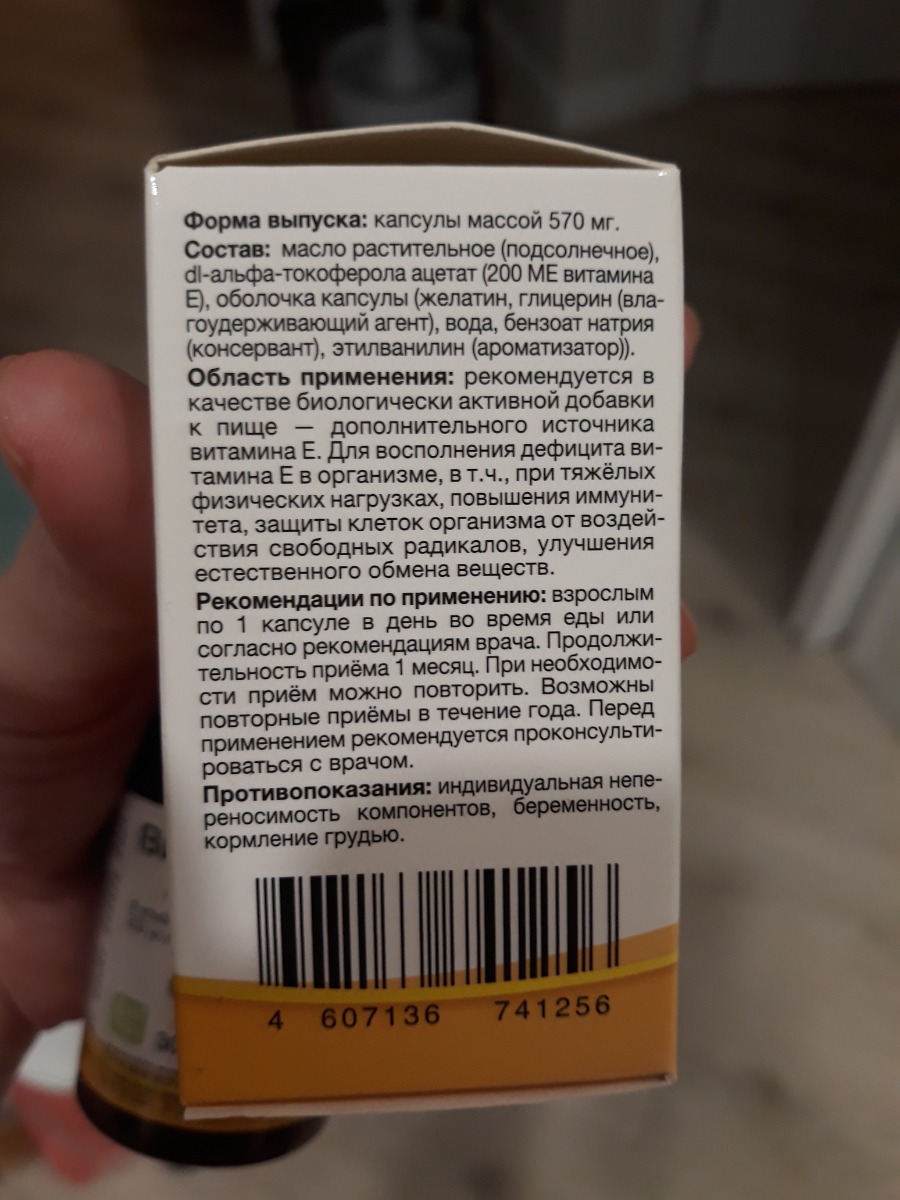 Форма выпуска: капсулы массой 570 мг.
Состав: масло растительное (подсолнечное),
dl-альфа-токоферола ацетат (200 МЕ витамина
Е), оболочка капсулы (желатин, глицерин (вла-
гоудерживающий агент), вода, бензоат натрия
(консервант), этилванилин (ароматизатор)).
Область применения: рекомендуется в
качестве биологически активной добавки
к пище — дополнительного источника
витамина Е. Для восполнения дефицита ви-
тамина Е в организме, в т.ч., при тяжёлых
физических нагрузках, повышения иммуни-
тета, защиты клеток организма от воздей-
ствия свободных радикалов, улучшения
естественного обмена веществ.
Рекомендации по применению: взрослым
по 1 капсуле в день во время еды или
согласно рекомендациям врача. Продолжи-
тельность приёма 1 месяц. При необходимо-
сти приём можно повторить. Возможны
повторные приёмы в течение года. Перед
применением рекомендуется проконсульти-
роваться с врачом.
Противопоказания: индивидуальная непе-
реносимость компонентов, беременность,
кормление грудью.
4 607136 741256